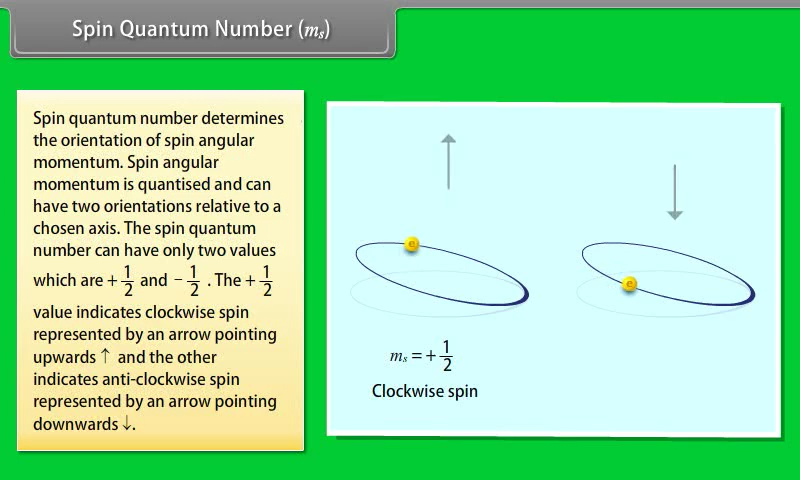 Spin Quantum Number (mₛ)
Spin quantum number determines
the orientation of spin angular
momentum. Spin angular
momentum is quantised and can
have two orientations relative to a
chosen axis. The spin quantum
number can have only two values
which are +1/2 and −1/2 . The +1/2
value indicates clockwise spin
represented by an arrow pointing
upwards ↑ and the other
indicates anti-clockwise spin
represented by an arrow pointing
downwards ↓.
e
e
mₛ = +1/2
Clockwise spin